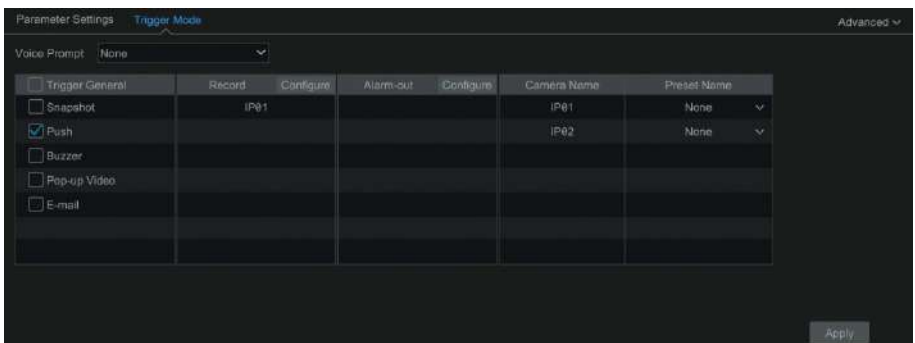 Parameter Settings Trigger Mode Advanced
Voice Prompt None
Trigger General Record Configure Alarm-out Configure Camera Name Preset Name
Snapshot IP01 IP01 None
Push IP02 None
Buzzer
Pop-up Video
E-mail
Apply